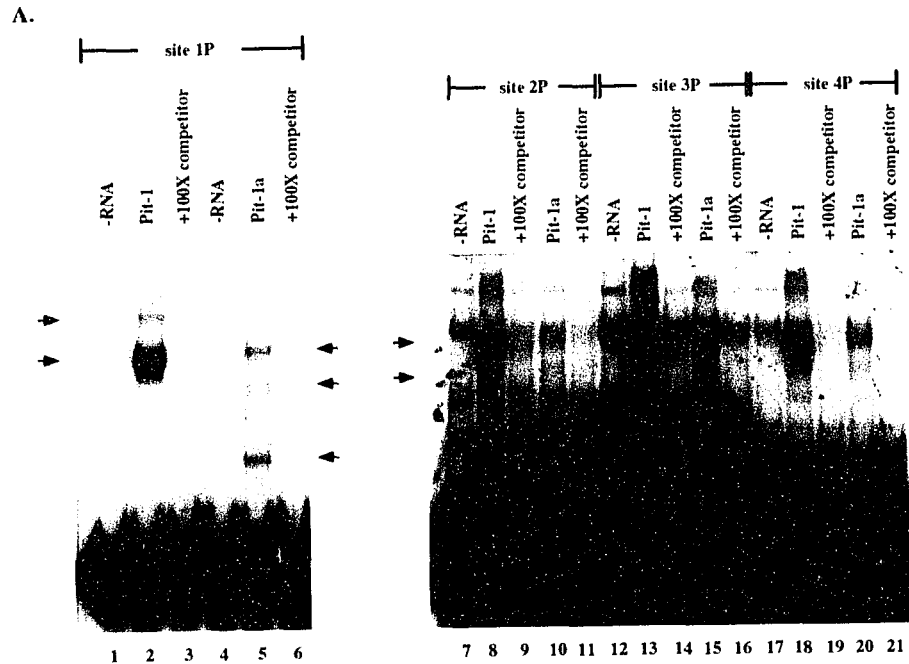 A.
site 1P
-RNA
Pit-1
+100X competitor
-RNA
Pit-1a
+100X competitor
site 2P
site 3P
site 4P
-RNA
Pit-1
+100X competitor
Pit-1a
+100X competitor
-RNA
Pit-1
+100X competitor
Pit-1a
+100X competitor
-RNA
Pit-1
+100X competitor
Pit-1a
+100X competitor
1 2 3 4 5 6
7 8 9 10 11 12 13 14 15 16 17 18 19 20 21